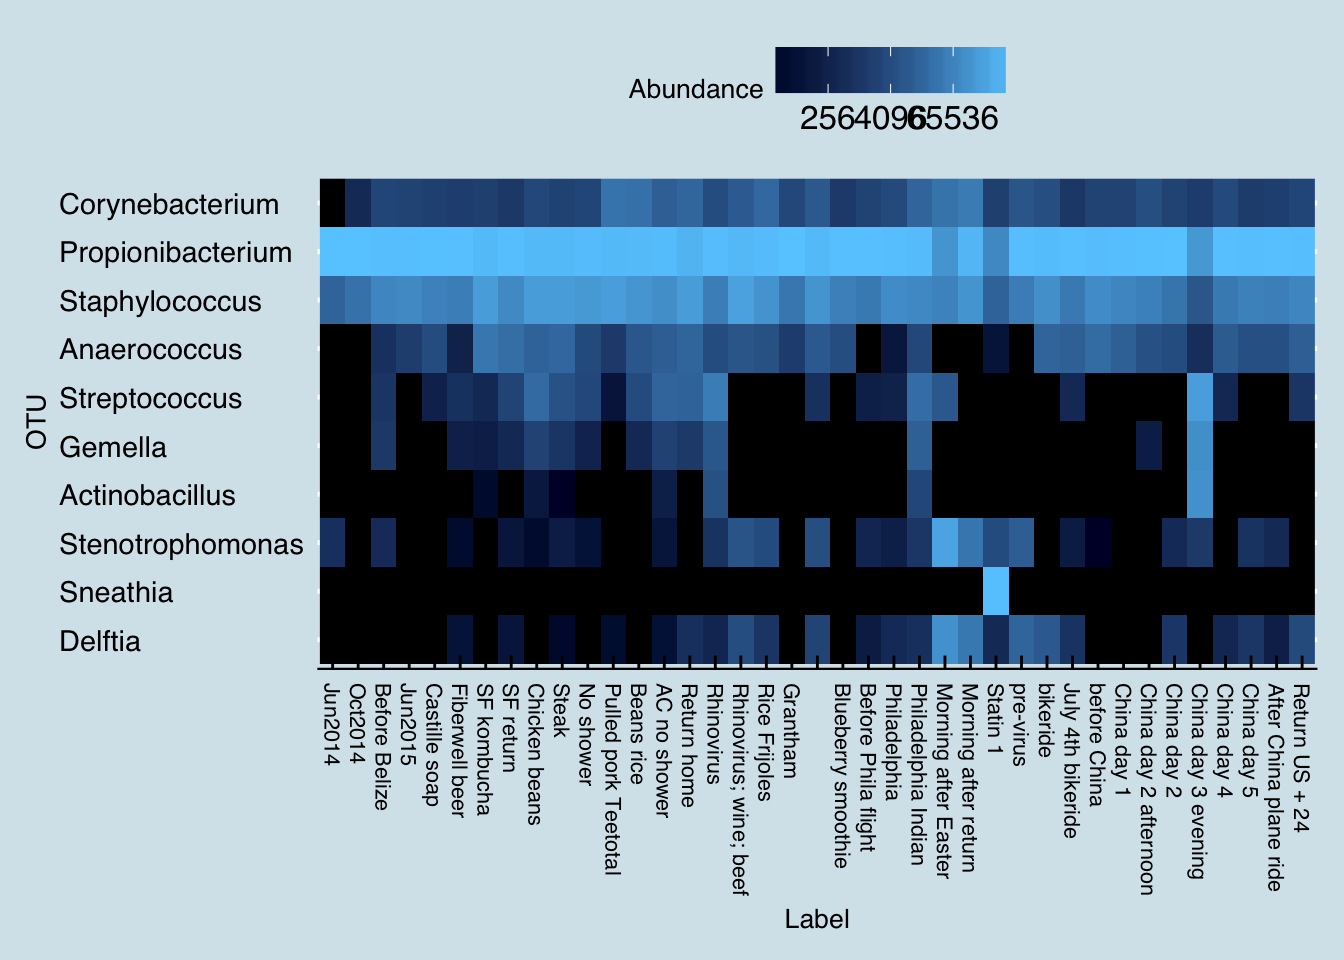 Abundance
256 4096 65536
Corynebacterium
Propionibacterium
Staphylococcus
Anaerococcus
Streptococcus
Gemella
Actinobacillus
Stenotrophomonas
Sneathia
Delftia
OTU
Jun2014
Oct2014
Before Belize
Jun2015
Castille soap
Fiberwell beer
SF kombucha
SF return
Chicken beans
Steak
No shower
Pulled pork Teetotal
Beans rice
AC no shower
Return home
Rhinovirus
Rhinovirus; wine; beef
Rice Frijoles
Grantham
Blueberry smoothie
Before Phila flight
Philadelphia
Philadelphia Indian
Morning after Easter
Morning after return
Statin 1
pre-virus
bikeride
July 4th bikeride
before China
China day 1
China day 2 afternoon
China day 2
China day 3 evening
China day 4
China day 5
After China plane ride
Return US + 24
Label